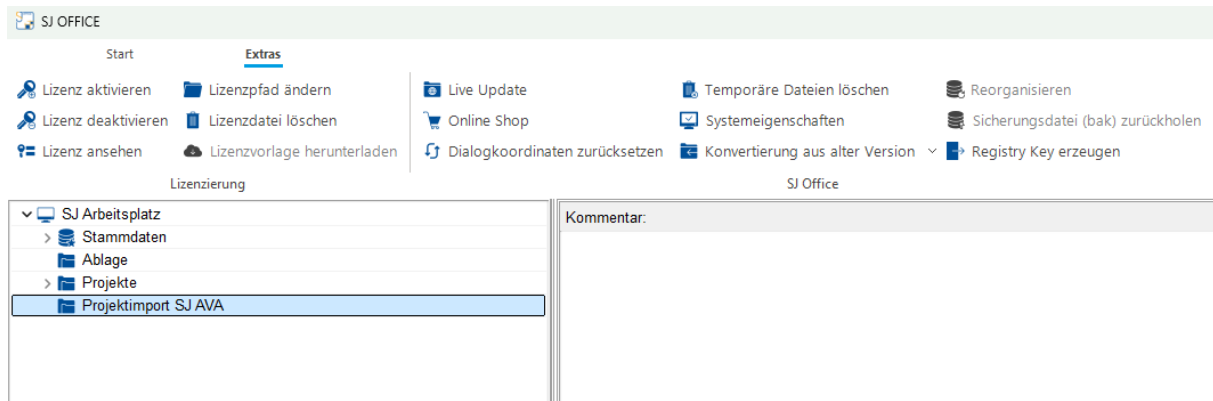 SJ OFFICE
Start Extras
Lizenz aktivieren Lizenzpfad ändern Live Update Temporäre Dateien löschen Reorganisieren
Lizenz deaktivieren Lizenzdatei löschen Online Shop Systemeigenschaften Sicherungsdatei (bak) zurückholen
Lizenz ansehen Lizenzvorlage herunterladen Dialogkoordinaten zurücksetzen Konvertierung aus alter Version Registry Key erzeugen
Lizenzierung SJ Office
SJ Arbeitsplatz Kommentar:
Stammdaten
Ablage
Projekte
Projektimport SJ AVA